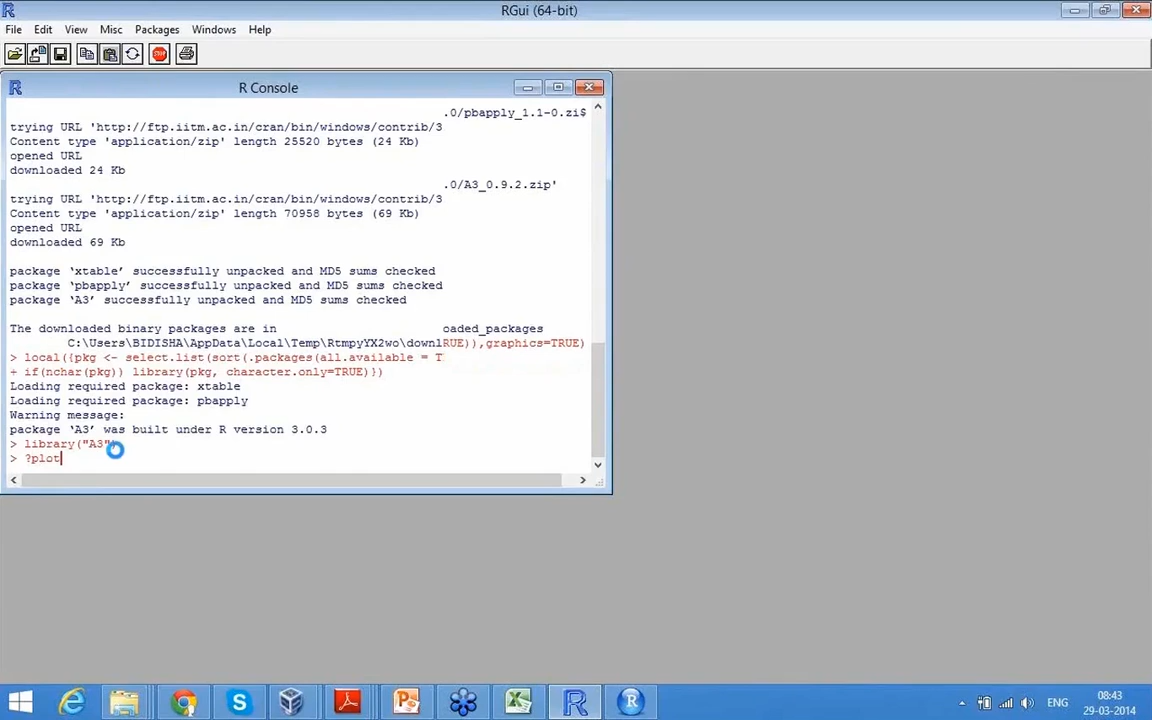 RGui (64-bit)
File Edit View Misc Packages Windows Help
R Console
.0/pbapply_1.1-0.zi$
trying URL 'http://ftp.iitm.ac.in/cran/bin/windows/contrib/3
Content type 'application/zip' length 25520 bytes (24 Kb)
opened URL
downloaded 24 Kb
.0/A3_0.9.2.zip'
trying URL 'http://ftp.iitm.ac.in/cran/bin/windows/contrib/3
Content type 'application/zip' length 70958 bytes (69 Kb)
opened URL
downloaded 69 Kb
package ‘xtable’ successfully unpacked and MD5 sums checked
package ‘pbapply’ successfully unpacked and MD5 sums checked
package ‘A3’ successfully unpacked and MD5 sums checked
The downloaded binary packages are in oaded_packages
C:\Users\BIDISHA\AppData\Local\Temp\RtmpyYX2wo\downlRUE)),graphics=TRUE)
> local({pkg <- select.list(sort(.packages(all.available = T
+ if(nchar(pkg)) library(pkg, character.only=TRUE)})
Loading required package: xtable
Loading required package: pbapply
Warning message:
package ‘A3’ was built under R version 3.0.3
> library("A3")
> ?plot
ENG
08:43
29-03-2014